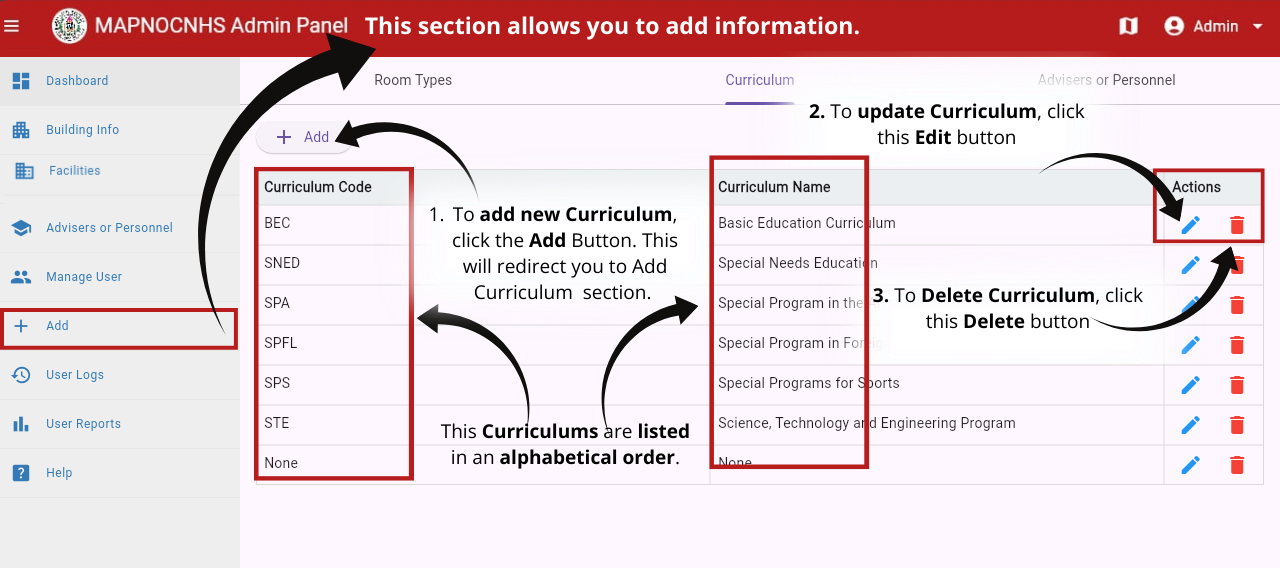 MAPNOCNHS Admin Panel
This section allows you to add information.
Admin
Dashboard
Building Info
Facilities
Advisers or Personnel
Manage User
Add
User Logs
User Reports
Help
Room Types
Curriculum
Advisers or Personnel
Add
2. To update Curriculum, click
this Edit button
Curriculum Code
Curriculum Name
Actions
BEC
Basic Education Curriculum
SNED
Special Needs Education
SPA
Special Program in the
SPFL
Special Program in
SPS
Special Programs for Sports
STE
Science, Technology and Engineering Program
None
None
1. To add new Curriculum,
click the Add Button. This
will redirect you to Add
Curriculum section.
3. To Delete Curriculum, click
this Delete button
This Curriculums are listed
in an alphabetical order.